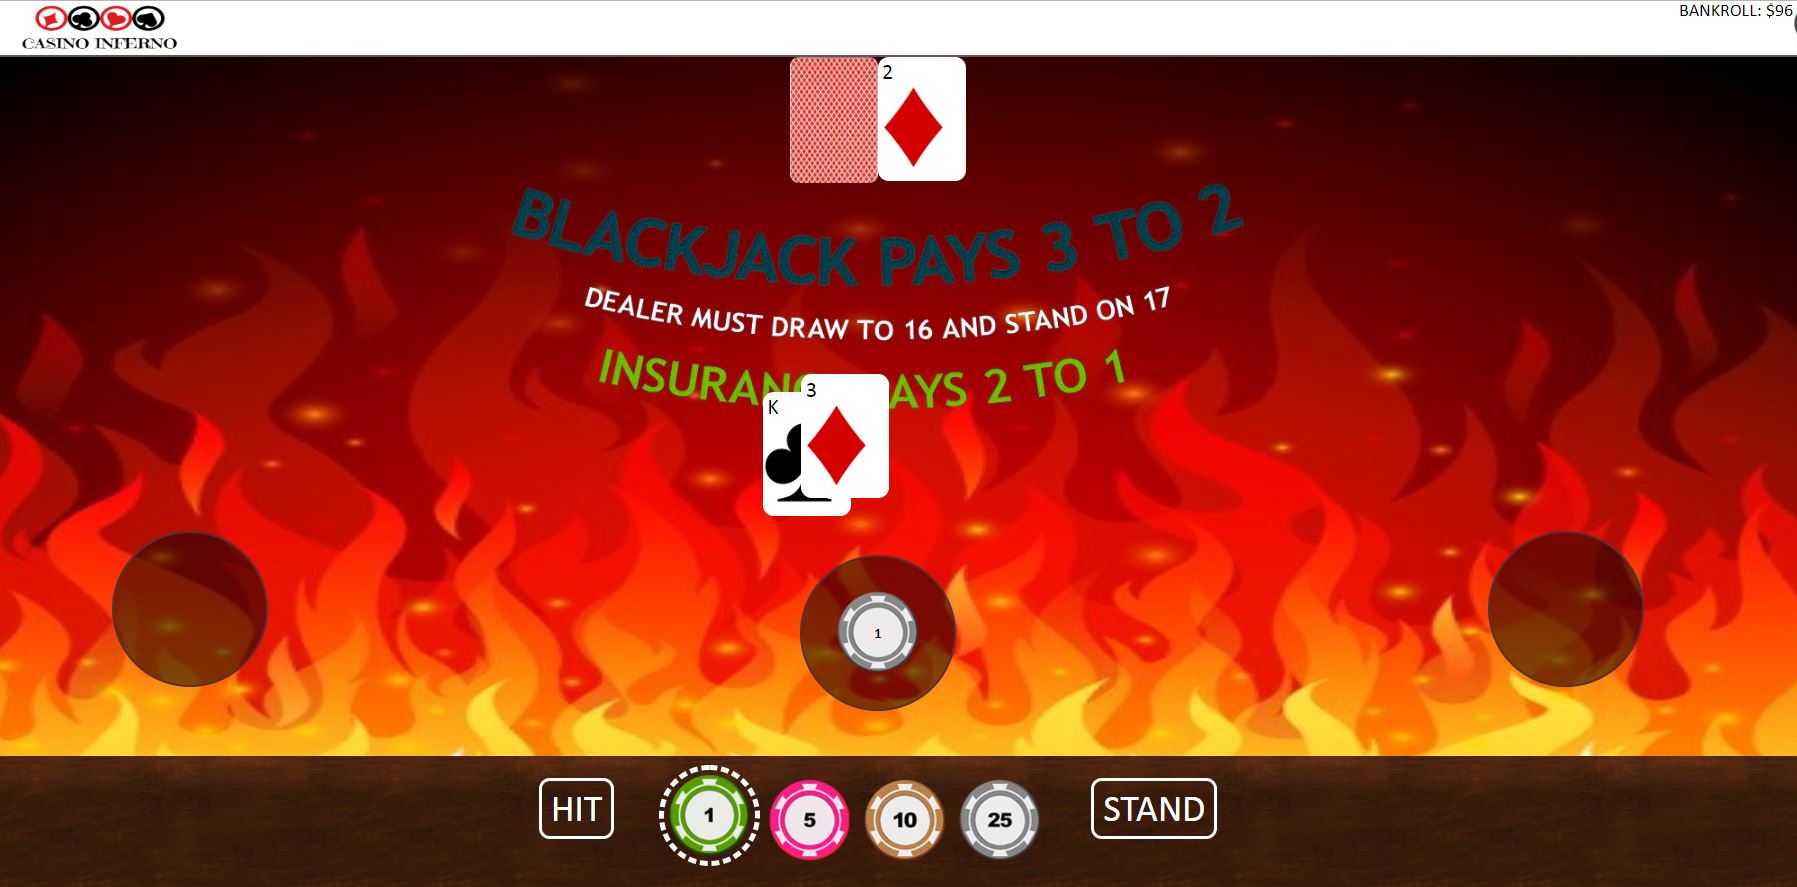 CASINO INFERNO
BANKROLL: $96
2
BLACKJACK PAYS 3 TO 2
DEALER MUST DRAW TO 16 AND STAND ON 17
INSURANC AYS 2 TO 1
K
3
1
HIT
1
5
10
25
STAND